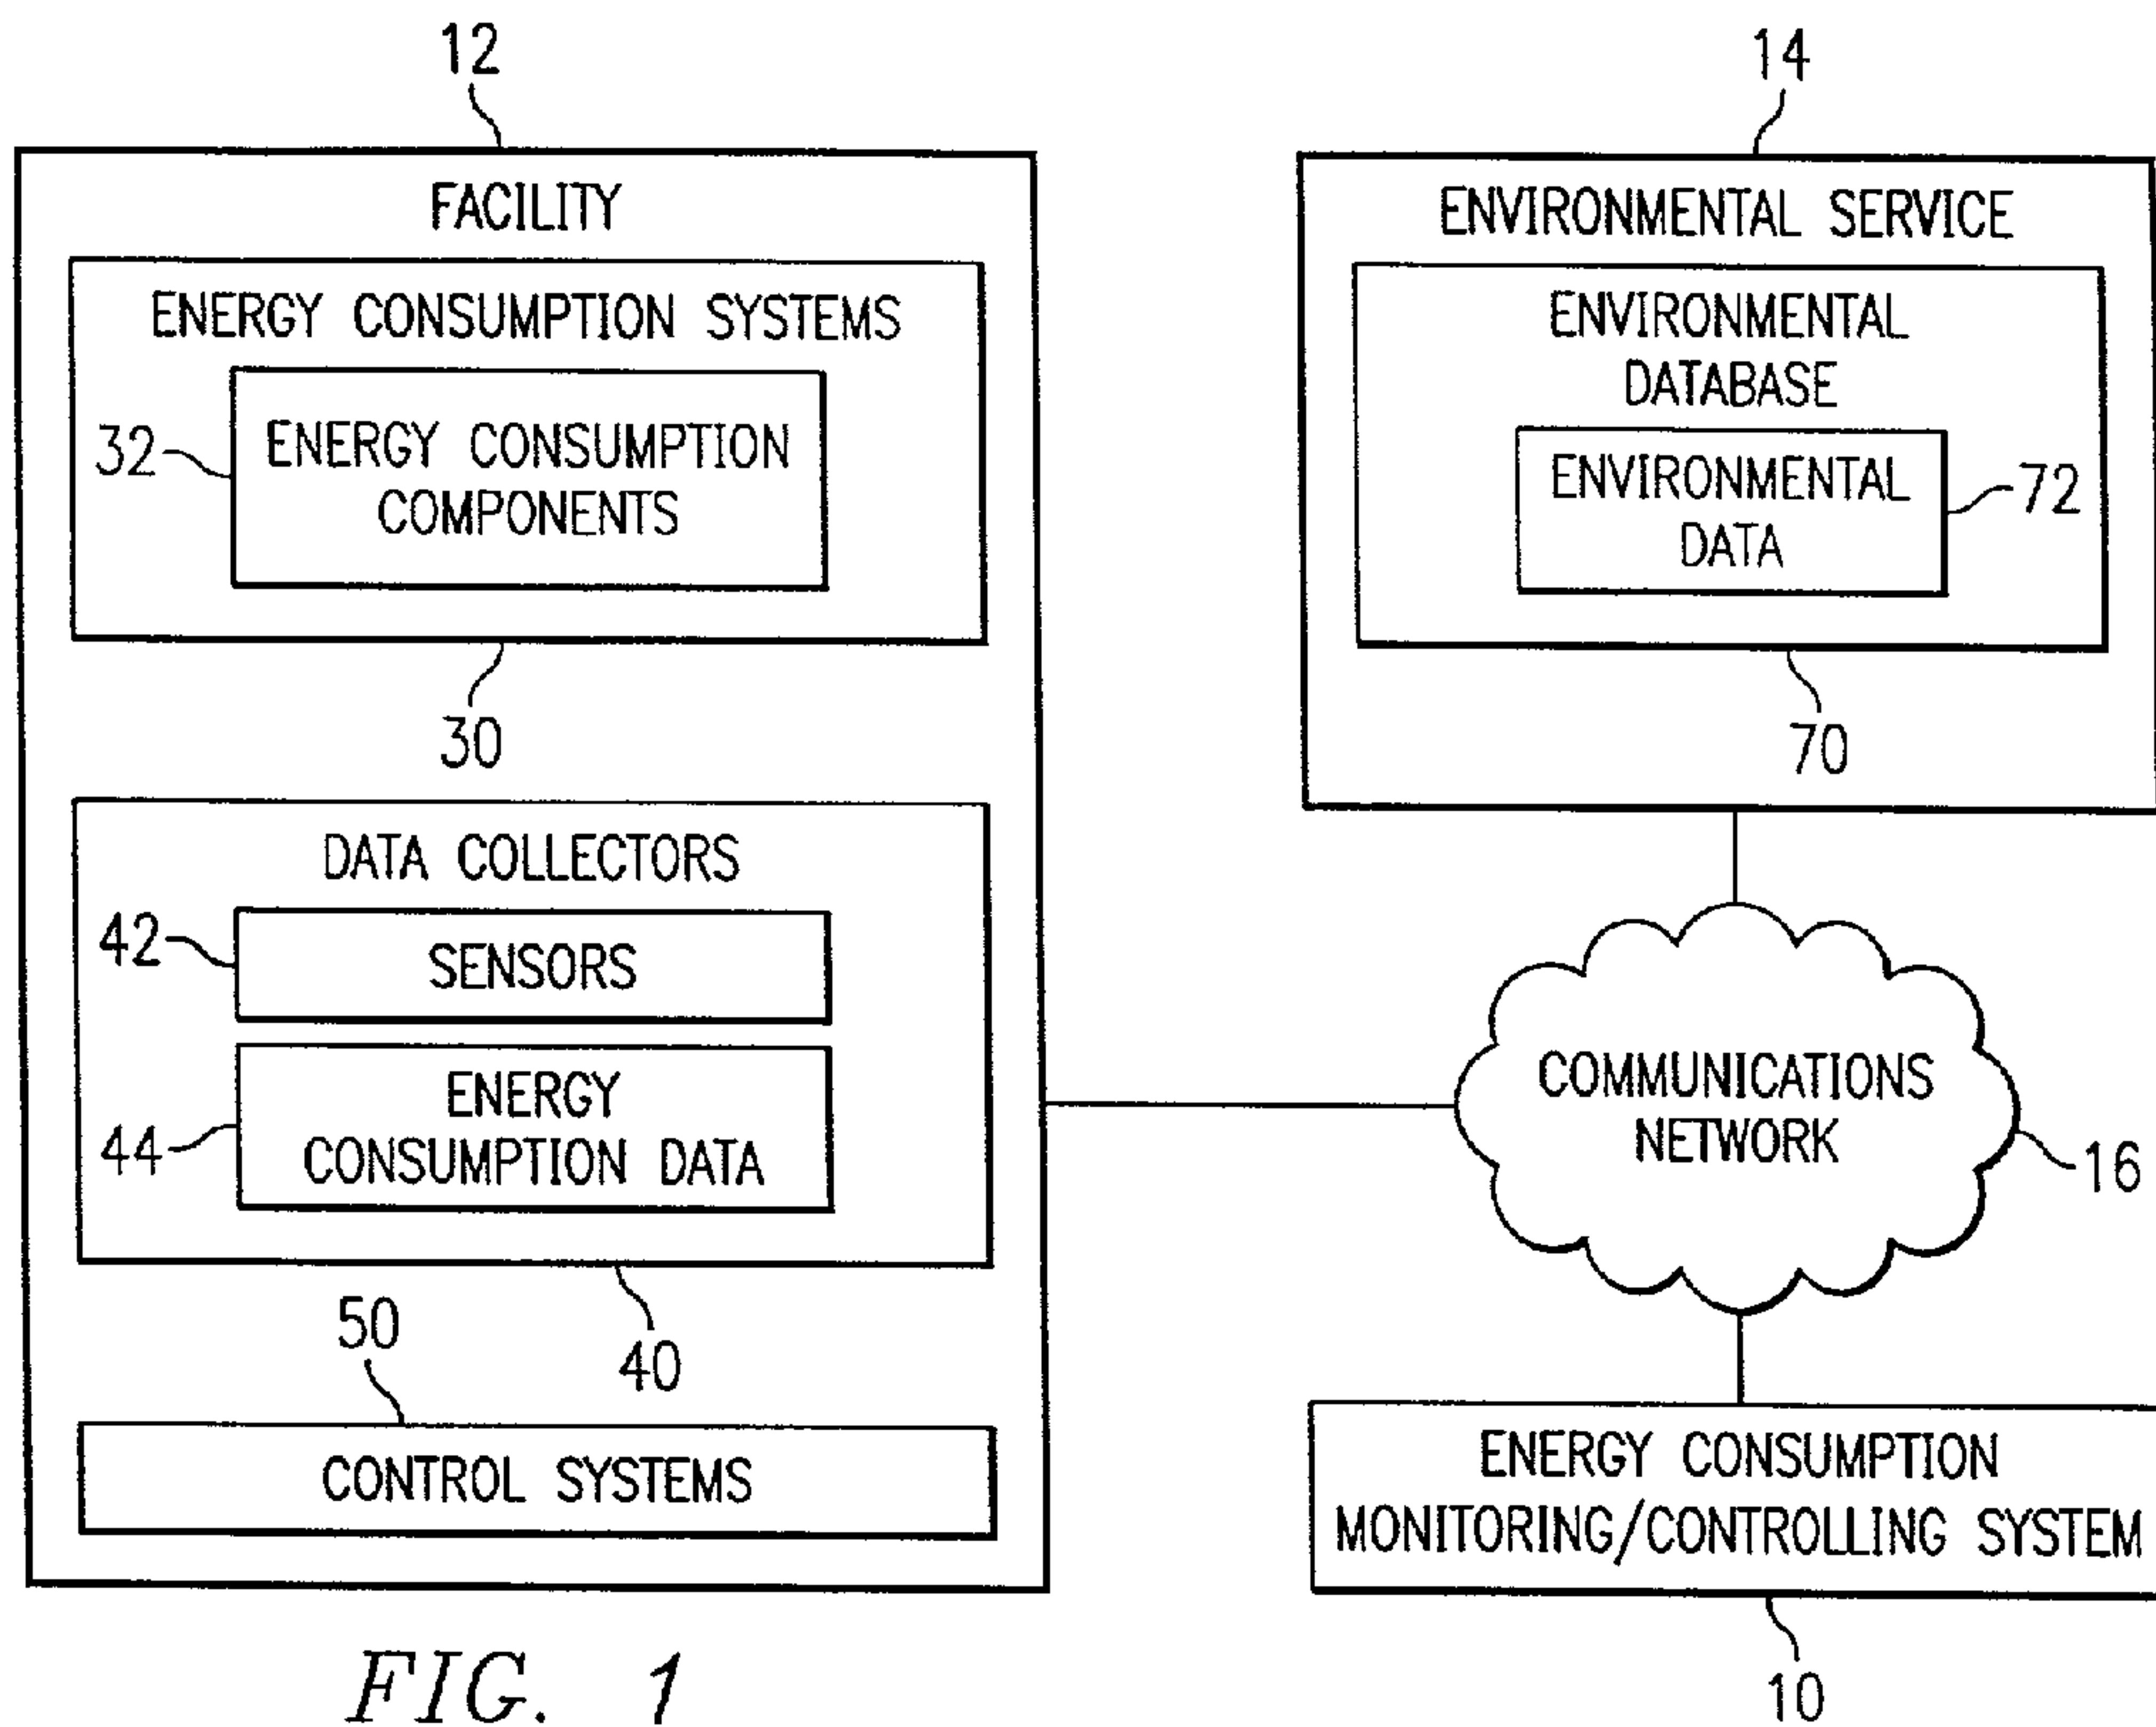 12
FACILITY
ENERGY CONSUMPTION SYSTEMS
32
ENERGY CONSUMPTION
COMPONENTS
30
DATA COLLECTORS
42
SENSORS
44
ENERGY
CONSUMPTION DATA
40
50
CONTROL SYSTEMS
14
ENVIRONMENTAL SERVICE
ENVIRONMENTAL
DATABASE
ENVIRONMENTAL
DATA
72
70
COMMUNICATIONS
NETWORK
16
ENERGY CONSUMPTION
MONITORING/CONTROLLING SYSTEM
10
FIG. 1